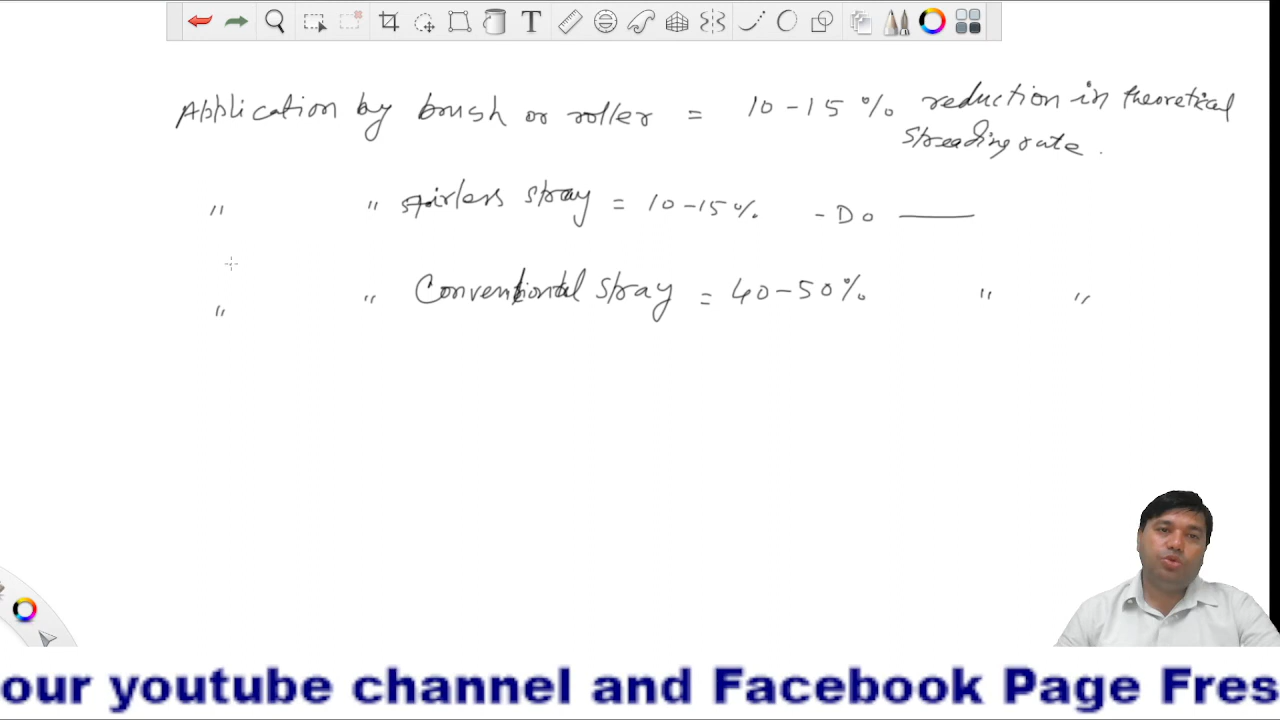 Application by brush or roller = 10-15% reduction in theoretical
spreading rate.
" " airless spray = 10-15% -Do
" " Conventional spray = 40-50% " "
our youtube channel and Facebook Page Fres